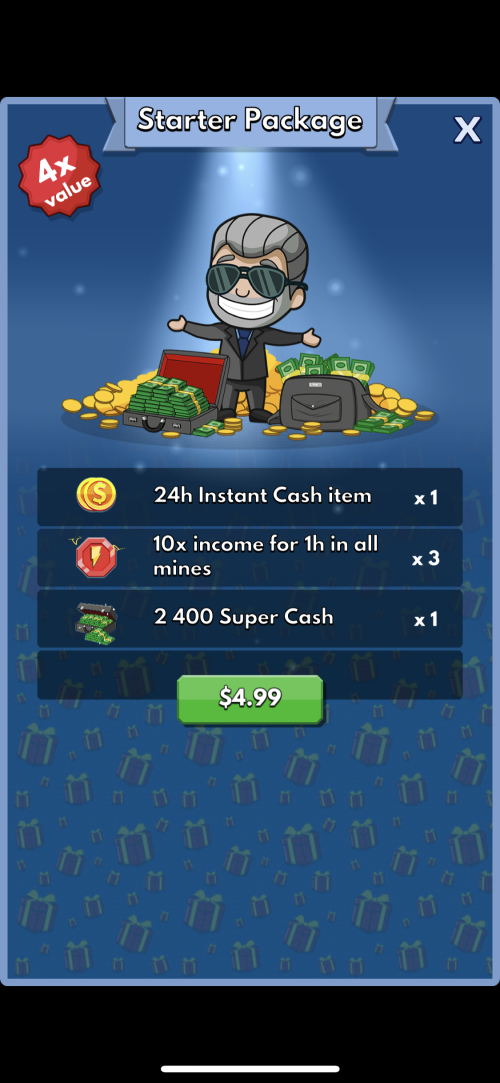 Starter Package
X
4x
value
24h Instant Cash item
x 1
10x income for 1h in all
mines
x 3
2 400 Super Cash
x 1
$4.99